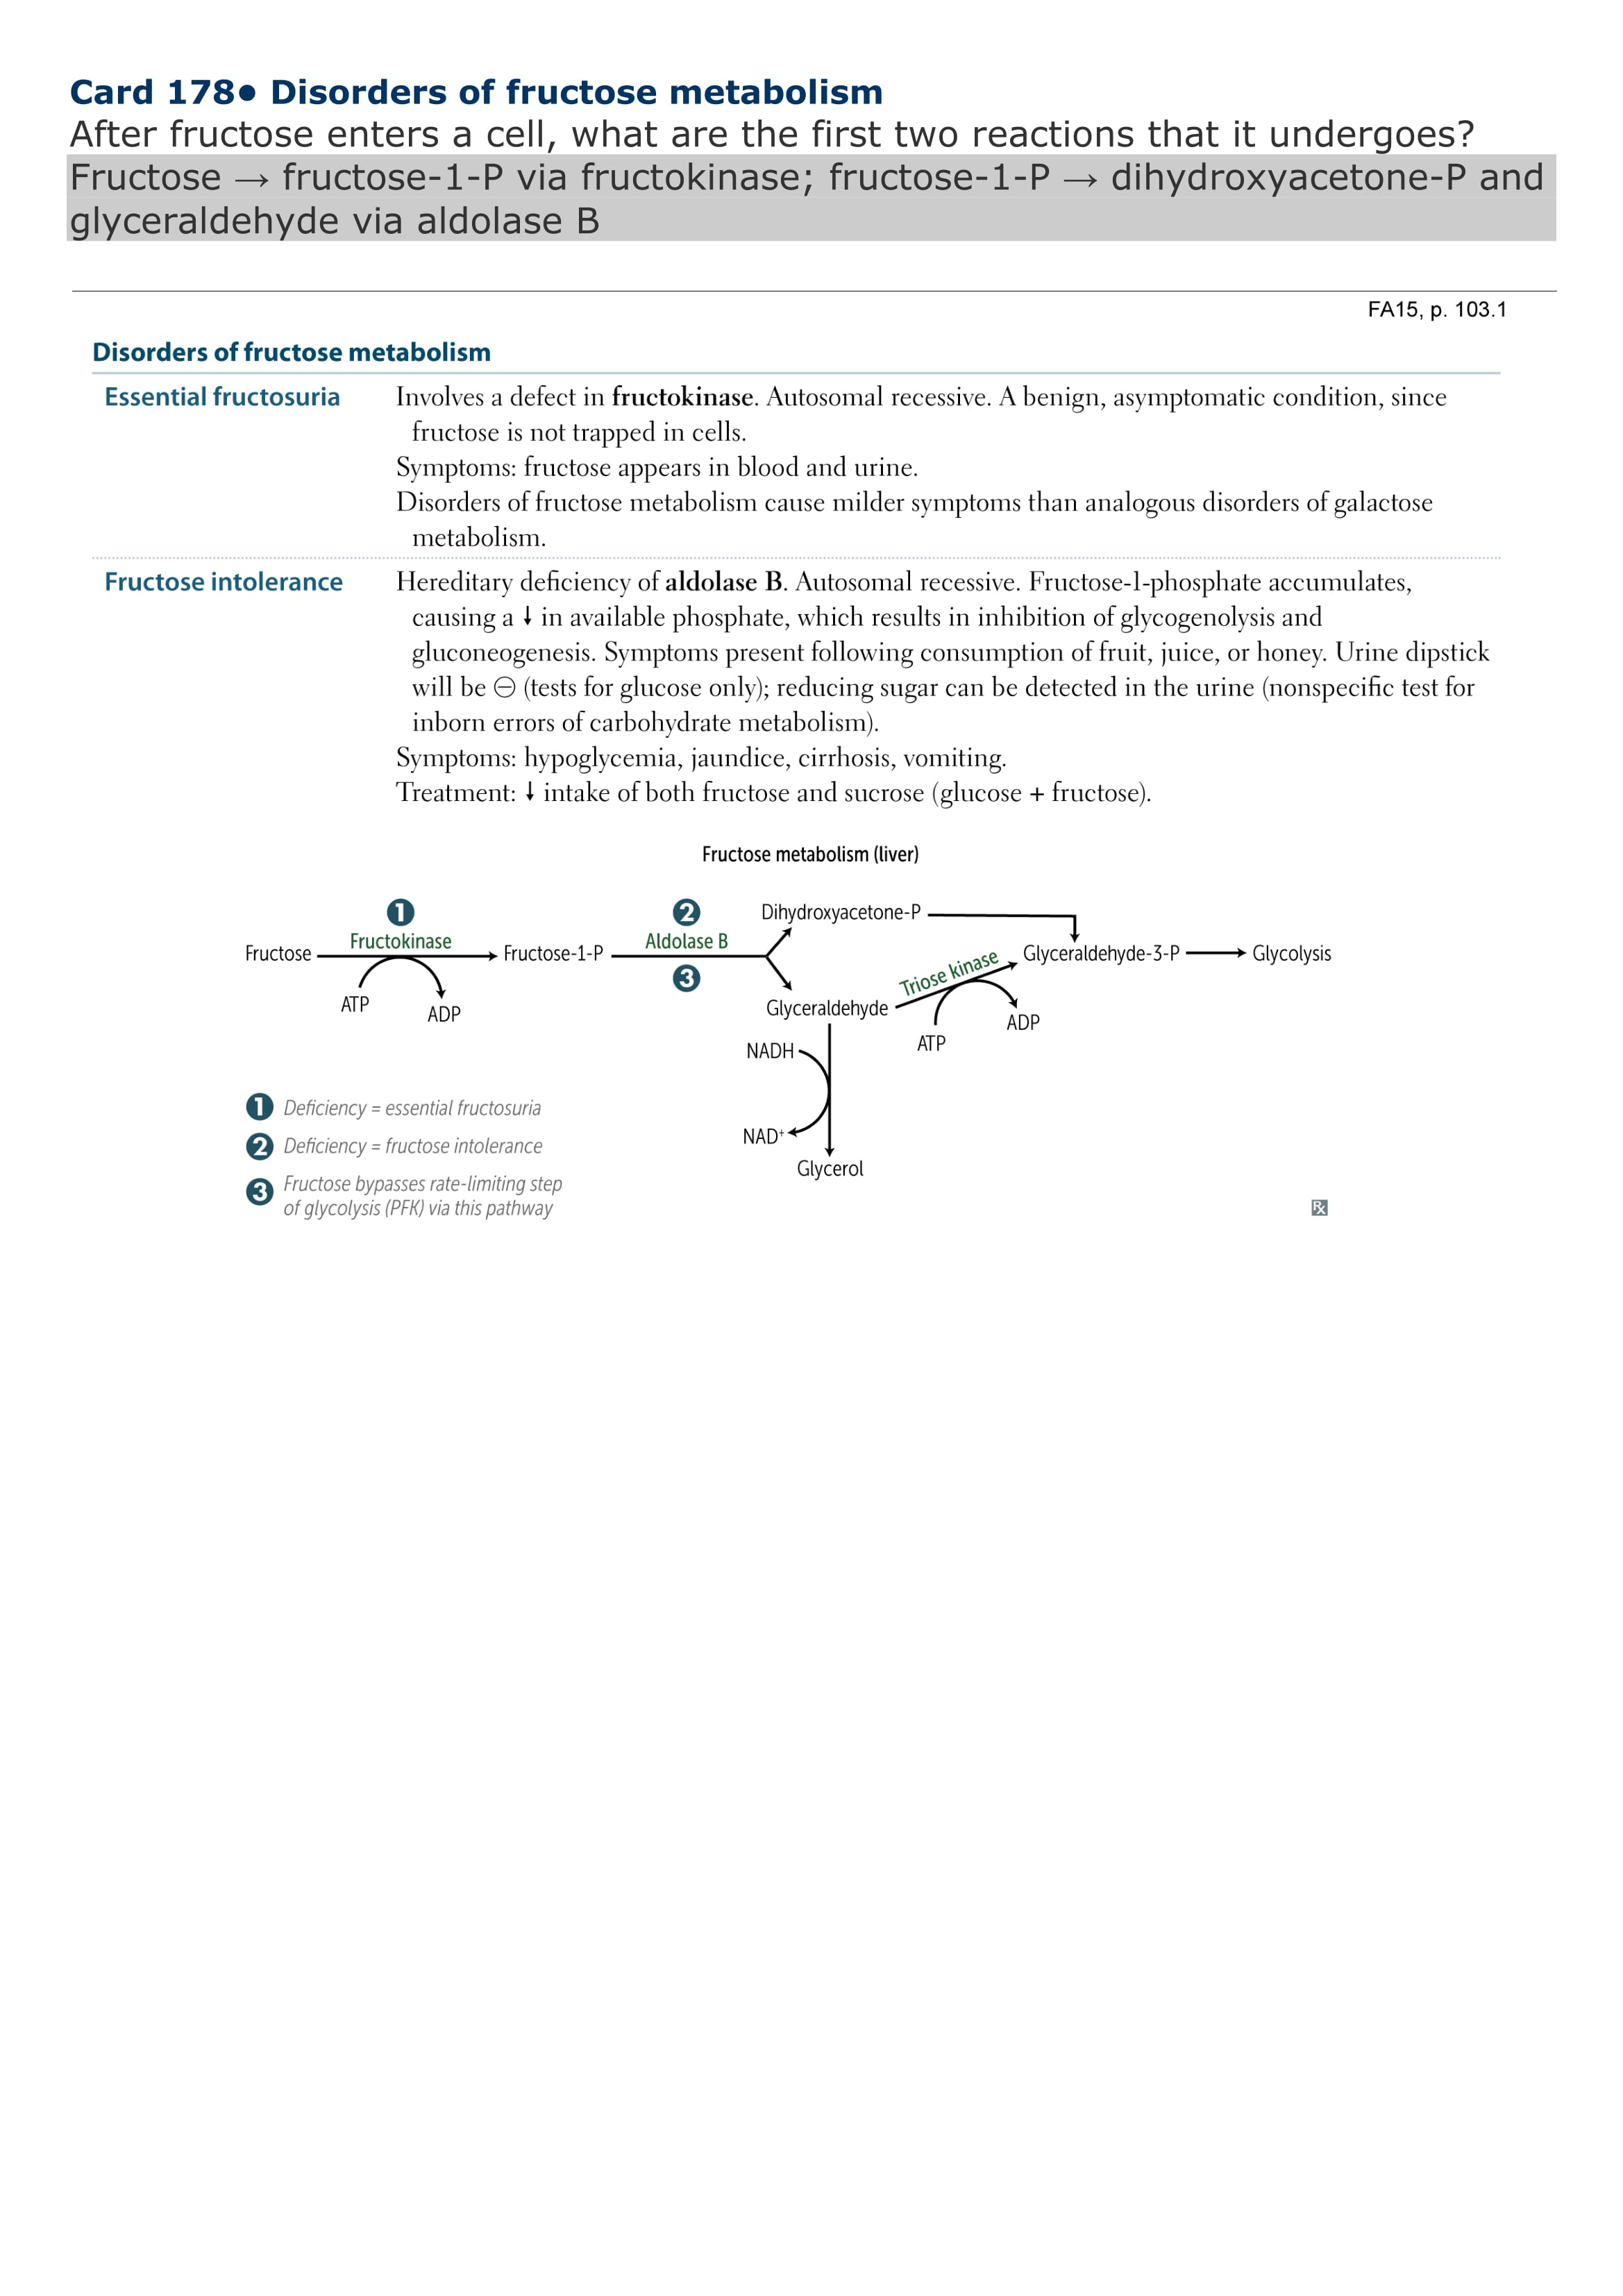 Card 178• Disorders of fructose metabolism
After fructose enters a cell, what are the first two reactions that it undergoes?
Fructose → fructose-1-P via fructokinase; fructose-1-P → dihydroxyacetone-P and
glyceraldehyde via aldolase B
FA15, p. 103.1
Disorders of fructose metabolism
Essential fructosuria
Involves a defect in fructokinase. Autosomal recessive. A benign, asymptomatic condition, since
fructose is not trapped in cells.
Symptoms: fructose appears in blood and urine.
Disorders of fructose metabolism cause milder symptoms than analogous disorders of galactose
metabolism.
Fructose intolerance
Hereditary deficiency of aldolase B. Autosomal recessive. Fructose-1-phosphate accumulates,
causing a ↓ in available phosphate, which results in inhibition of glycogenolysis and
gluconeogenesis. Symptoms present following consumption of fruit, juice, or honey. Urine dipstick
will be ⊖ (tests for glucose only); reducing sugar can be detected in the urine (nonspecific test for
inborn errors of carbohydrate metabolism).
Symptoms: hypoglycemia, jaundice, cirrhosis, vomiting.
Treatment: ↓ intake of both fructose and sucrose (glucose + fructose).
Fructose metabolism (liver)
1
2
Dihydroxyacetone-P
Fructose
Fructokinase
Fructose-1-P
Aldolase B
3
Triose kinase
Glyceraldehyde-3-P
Glycolysis
ATP
ADP
Glyceraldehyde
ATP
ADP
NADH
NAD+
Glycerol
1 Deficiency = essential fructosuria
2 Deficiency = fructose intolerance
3 Fructose bypasses rate-limiting step
of glycolysis (PFK) via this pathway
Rx